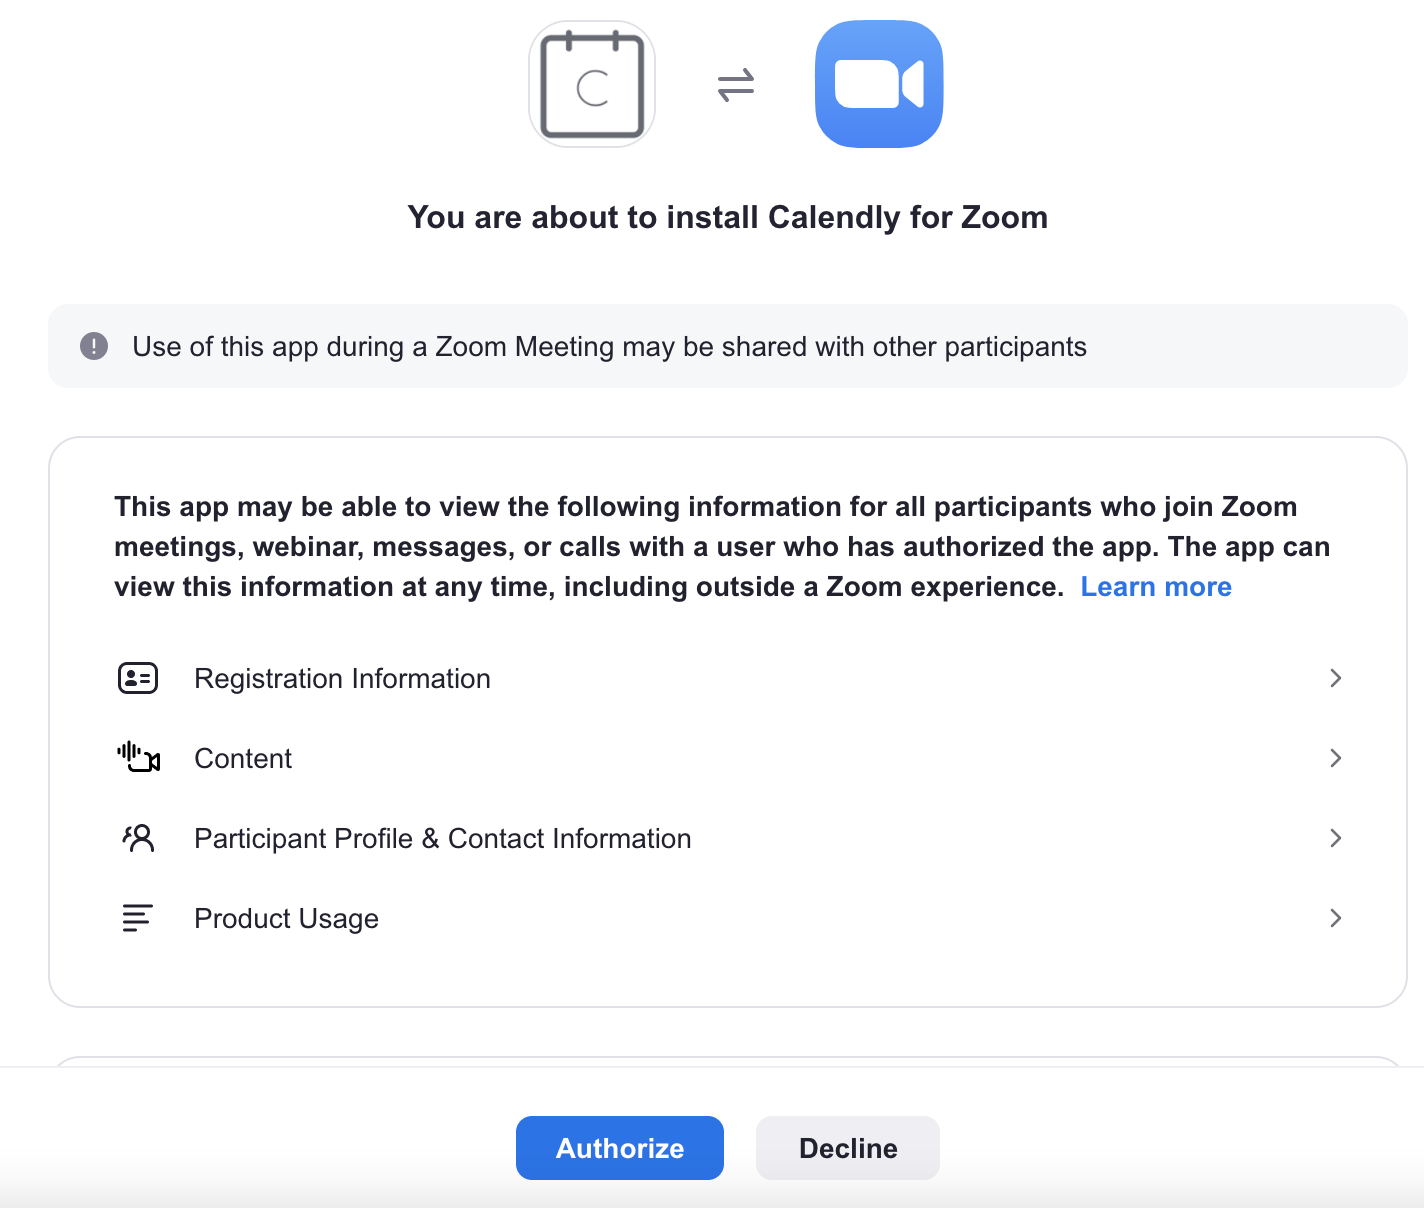 C
You are about to install Calendly for Zoom
Use of this app during a Zoom Meeting may be shared with other participants
This app may be able to view the following information for all participants who join Zoom
meetings, webinar, messages, or calls with a user who has authorized the app. The app can
view this information at any time, including outside a Zoom experience. Learn more
Registration Information
Content
Participant Profile & Contact Information
Product Usage
Authorize Decline